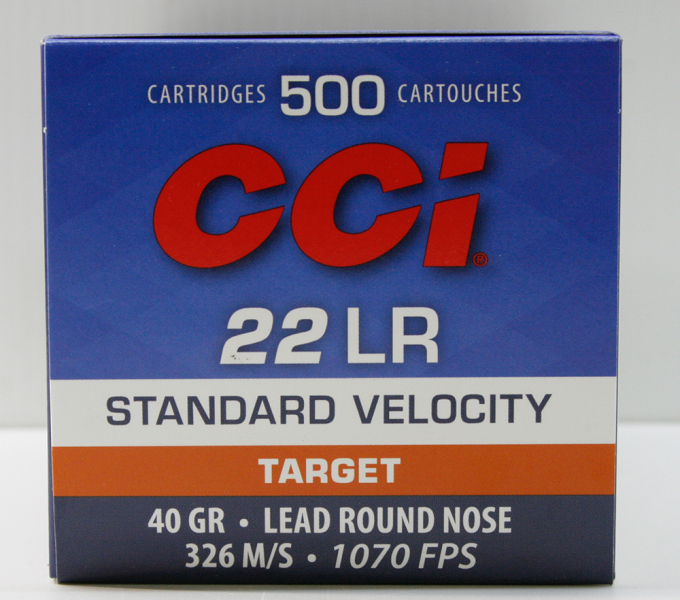 CARTRIDGES 500 CARTOUCHES
CCi®
22 LR
STANDARD VELOCITY
TARGET
40 GR • LEAD ROUND NOSE
326 M/S • 1070 FPS